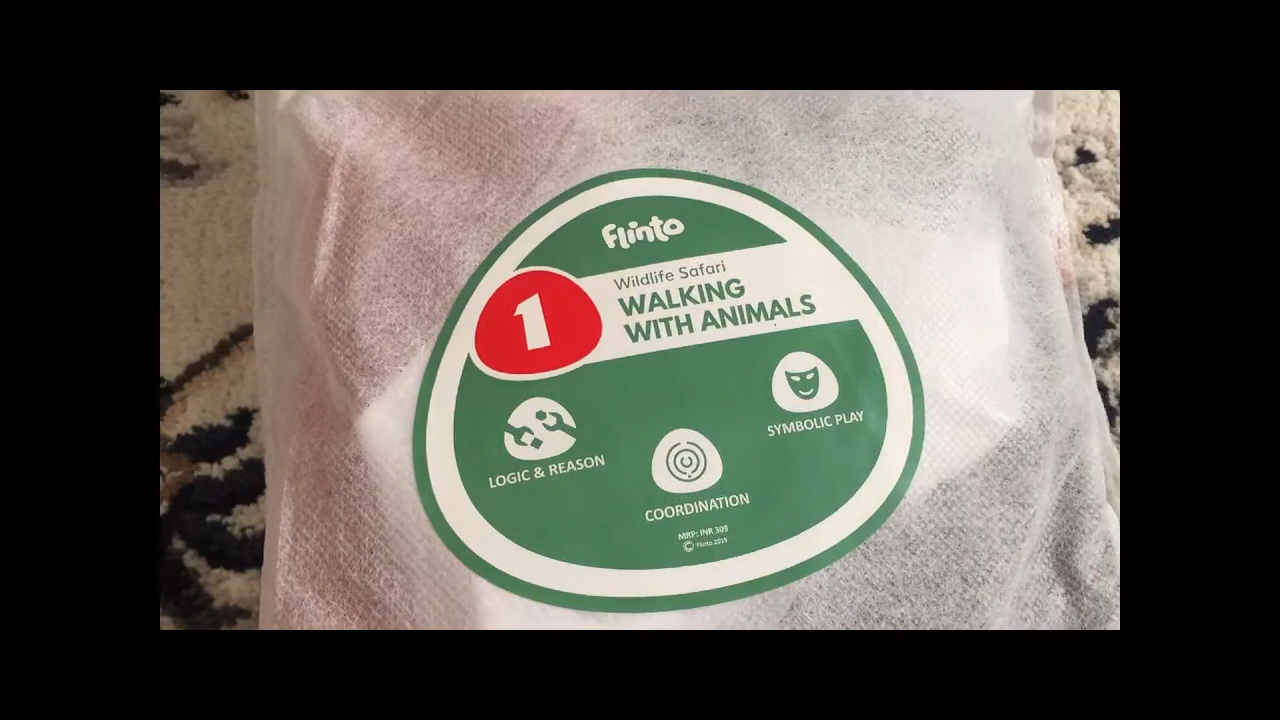 Flinto
Wildlife Safari
1
WALKING
WITH ANIMALS
LOGIC & REASON
COORDINATION
SYMBOLIC PLAY
MRP: INR 309
© Flinto 2019